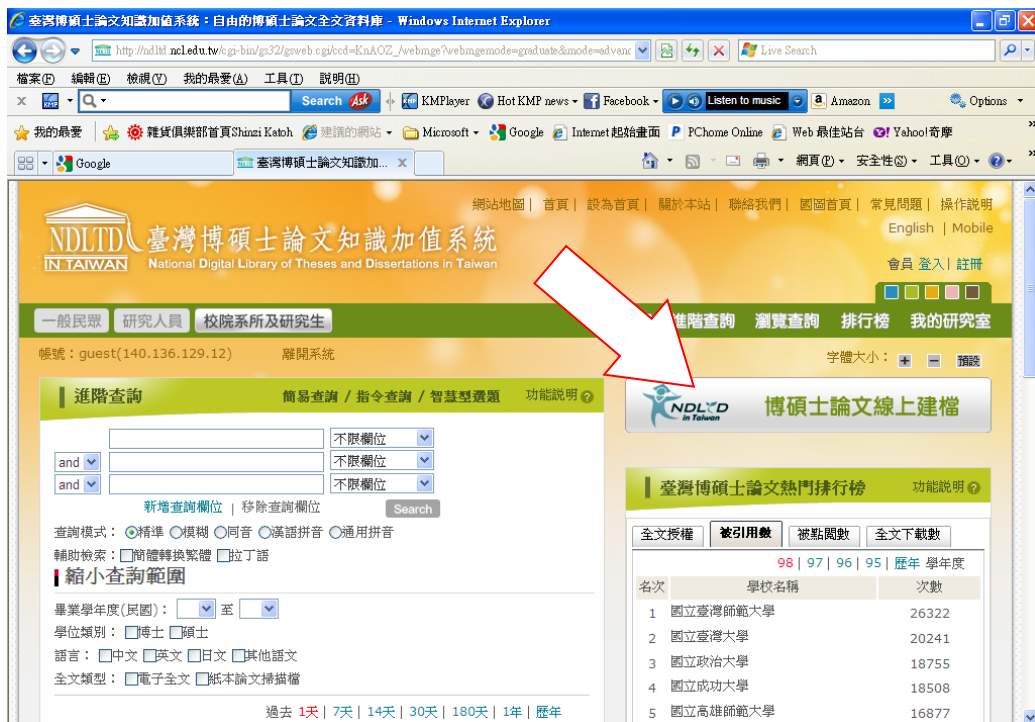 臺灣博碩士論文知識加值系統：自由的博碩士論文全文資料庫 - Windows Internet Explorer
http://ndltd.ncl.edu.tw/cgi-bin/gs32/gsweb.cgi/ccd=KnAOZ_/webmge?webmgemode=graduate&mode=advanc Live Search
檔案(F) 編輯(E) 檢視(V) 我的最愛(A) 工具(T) 說明(H)
Search Ask KMPlayer Hot KMP news Facebook Listen to music Amazon Options
我的最愛 雜貨俱樂部首頁Shinzi Katoh 建議的網站 Microsoft Google Internet 起始畫面 PChome Online Web 最佳站台 Yahoo!奇摩
Google 臺灣博碩士論文知識加... 網頁(P) 安全性(S) 工具(O)
網站地圖 | 首頁 | 設為首頁 | 關於本站 | 聯絡我們 | 國圖首頁 | 常見問題 | 操作說明
English | Mobile
NDLTD IN TAIWAN 臺灣博碩士論文知識加值系統
National Digital Library of Theses and Dissertations in Taiwan
會員 登入 | 註冊
一般民眾 研究人員 校院系所及研究生 進階查詢 瀏覽查詢 排行榜 我的研究室
帳號：guest(140.136.129.12) 離開系統
字體大小： + - 預設
進階查詢 簡易查詢 / 指令查詢 / 智慧型選題 功能說明
NDLTD in Taiwan 博碩士論文線上建檔
不限欄位
and 不限欄位
and 不限欄位
新增查詢欄位 | 移除查詢欄位 Search
查詢模式： 精準 模糊 同音 漢語拼音 通用拼音
輔助檢索： 簡體轉換繁體 拉丁語
縮小查詢範圍
畢業學年度(民國)： 至
學位類別： 博士 碩士
語言： 中文 英文 日文 其他語文
全文類型： 電子全文 紙本論文掃描檔
過去 1天 | 7天 | 14天 | 30天 | 180天 | 1年 | 歷年
臺灣博碩士論文熱門排行榜 功能說明
全文授權 被引用數 被點閱數 全文下載數
98 | 97 | 96 | 95 | 歷年 學年度
名次 學校名稱 次數
1 國立臺灣師範大學 26322
2 國立臺灣大學 20241
3 國立政治大學 18755
4 國立成功大學 18508
5 國立高雄師範大學 16877